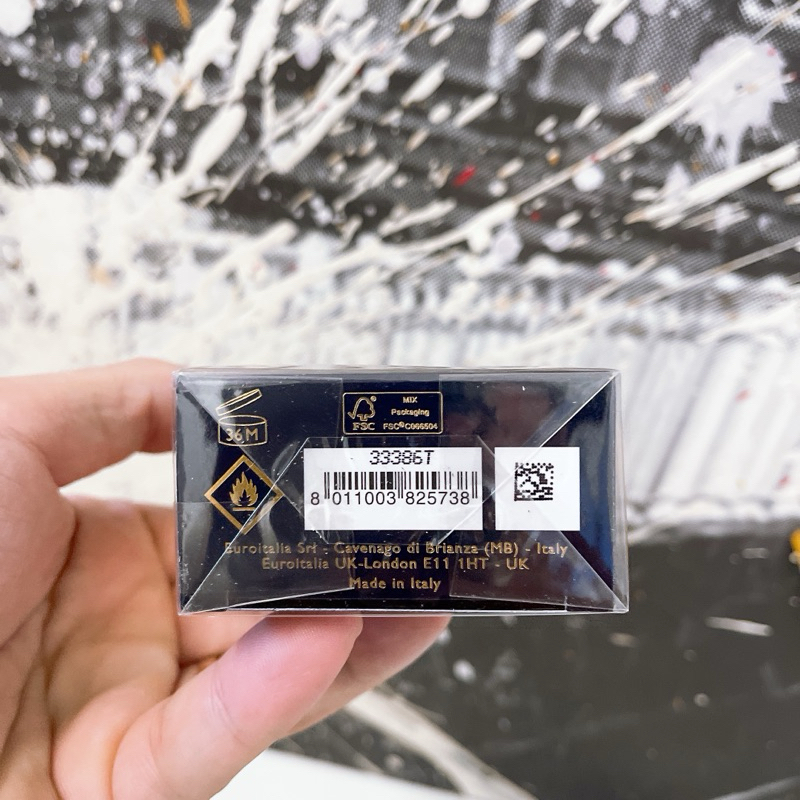 36M
FSC®
MIX
Packaging
FSC®C066504
33386T
8 011003 825738
Euroitalia Srl - Cavenago di Brianza (MB) - Italy
Euroitalia UK-London E11 1HT - UK
Made in Italy